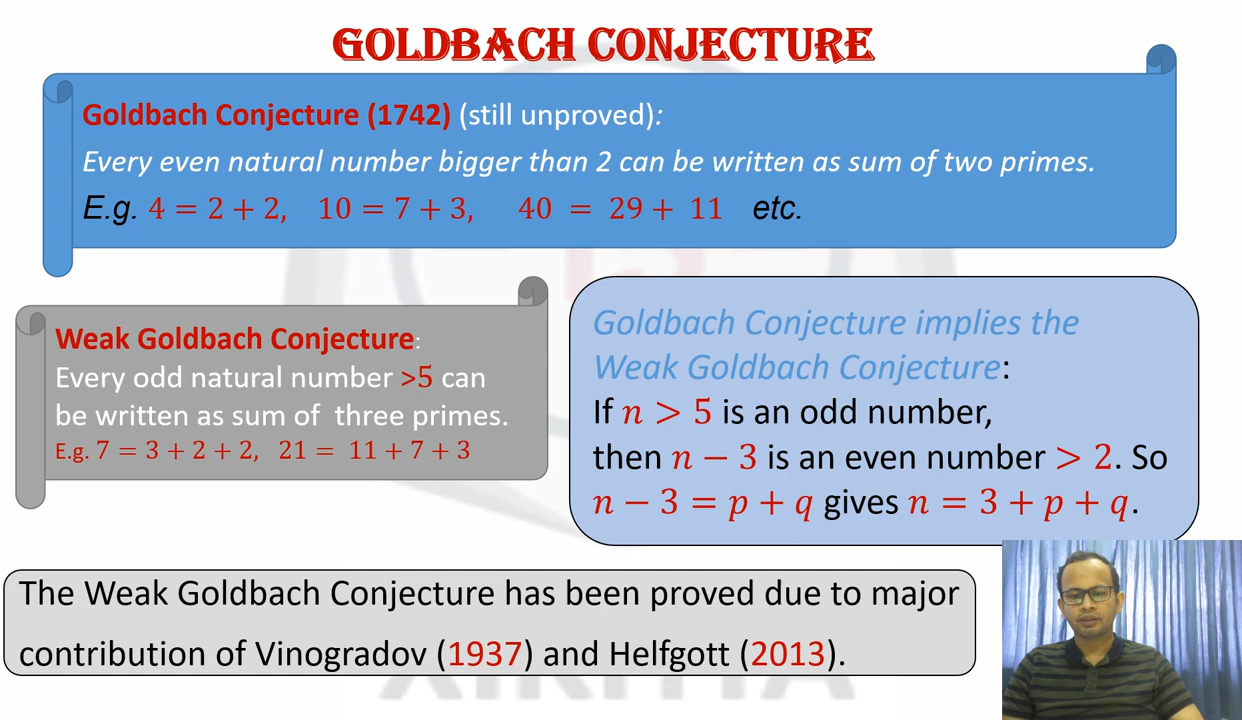 GOLDBACH CONJECTURE
Goldbach Conjecture (1742) (still unproved):
Every even natural number bigger than 2 can be written as sum of two primes.
E.g. 4 = 2 + 2, 10 = 7 + 3, 40 = 29 + 11 etc.
Weak Goldbach Conjecture:
Every odd natural number >5 can
be written as sum of three primes.
E.g. 7 = 3 + 2 + 2, 21 = 11 + 7 + 3
Goldbach Conjecture implies the
Weak Goldbach Conjecture:
If n > 5 is an odd number,
then n − 3 is an even number > 2. So
n − 3 = p + q gives n = 3 + p + q.
The Weak Goldbach Conjecture has been proved due to major
contribution of Vinogradov (1937) and Helfgott (2013).